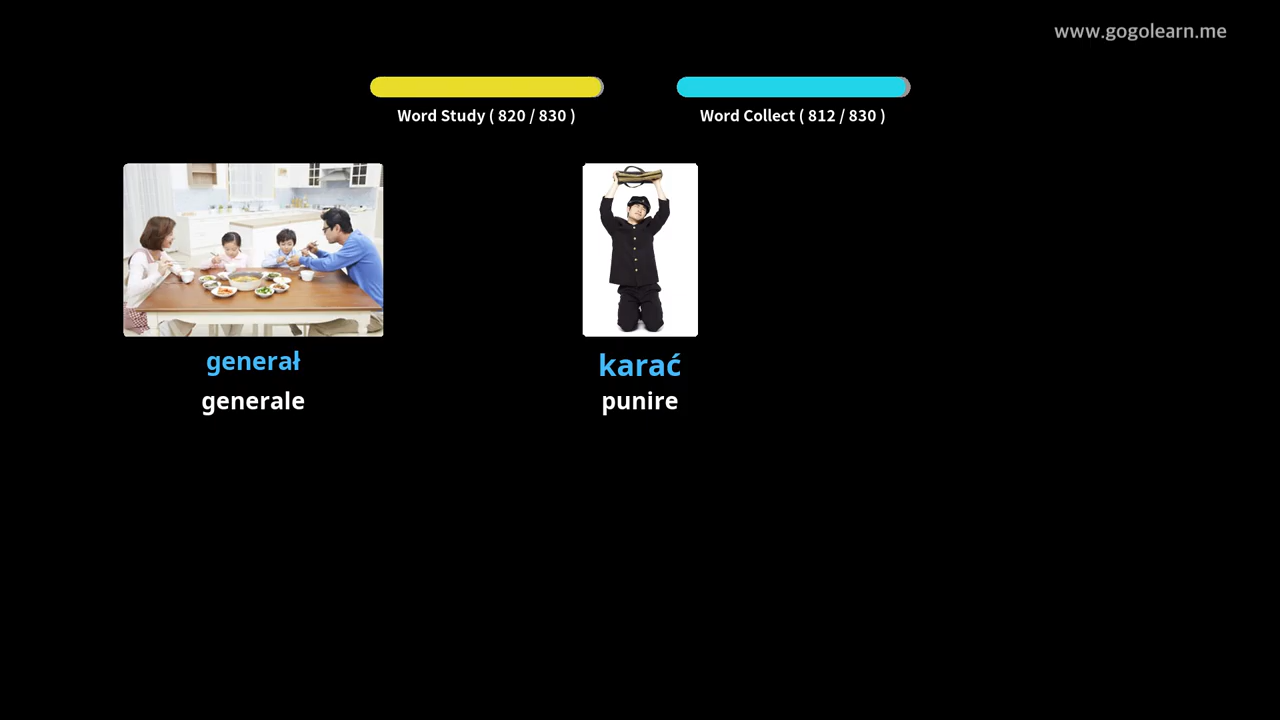 www.gogolearn.me
Word Study ( 820 / 830 )
Word Collect ( 812 / 830 )
generał
generale
karać
punire